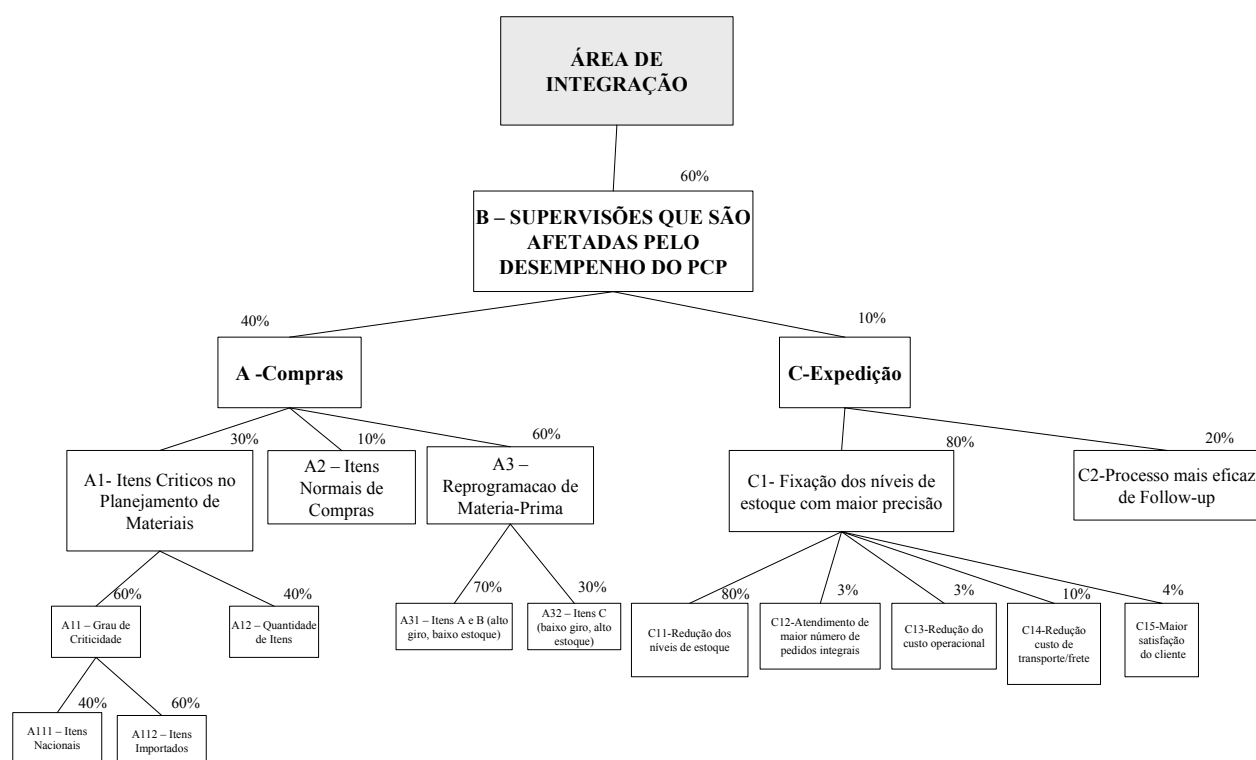 ÁREA DE
INTEGRAÇÃO
60%
B – SUPERVISÕES QUE SÃO
AFETADAS PELO
DESEMPENHO DO PCP
40%
10%
A -Compras
C-Expedição
30%
10%
60%
80%
20%
A1- Itens Criticos no
Planejamento de
Materiais
A2 – Itens
Normais de
Compras
A3 –
Reprogramacao de
Materia-Prima
C1- Fixação dos níveis de
estoque com maior precisão
C2-Processo mais eficaz
de Follow-up
60%
40%
70%
30%
80%
3%
3%
10%
4%
A11 – Grau de
Criticidade
A12 – Quantidade
de Itens
A31 – Itens A e B (alto
giro, baixo estoque)
A32 – Itens C
(baixo giro, alto
estoque)
C11-Redução dos
níveis de estoque
C12-Atendimento de
maior número de
pedidos integrais
C13-Redução do
custo operacional
C14-Redução
custo de
transporte/frete
C15-Maior
satisfação
do cliente
40%
60%
A111 – Itens
Nacionais
A112 – Itens
Importados